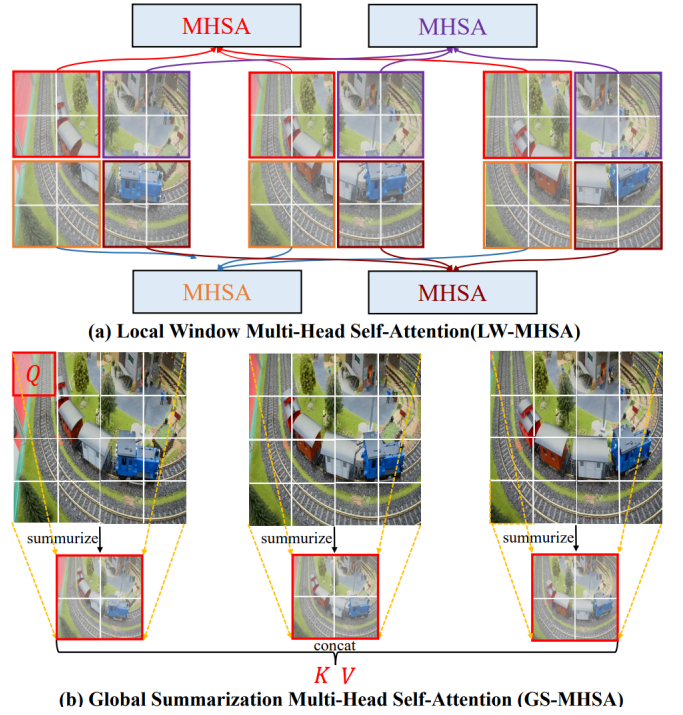 MHSA MHSA
MHSA MHSA
(a) Local Window Multi-Head Self-Attention(LW-MHSA)
Q
summurize summurize summurize
concat
K V
(b) Global Summarization Multi-Head Self-Attention (GS-MHSA)